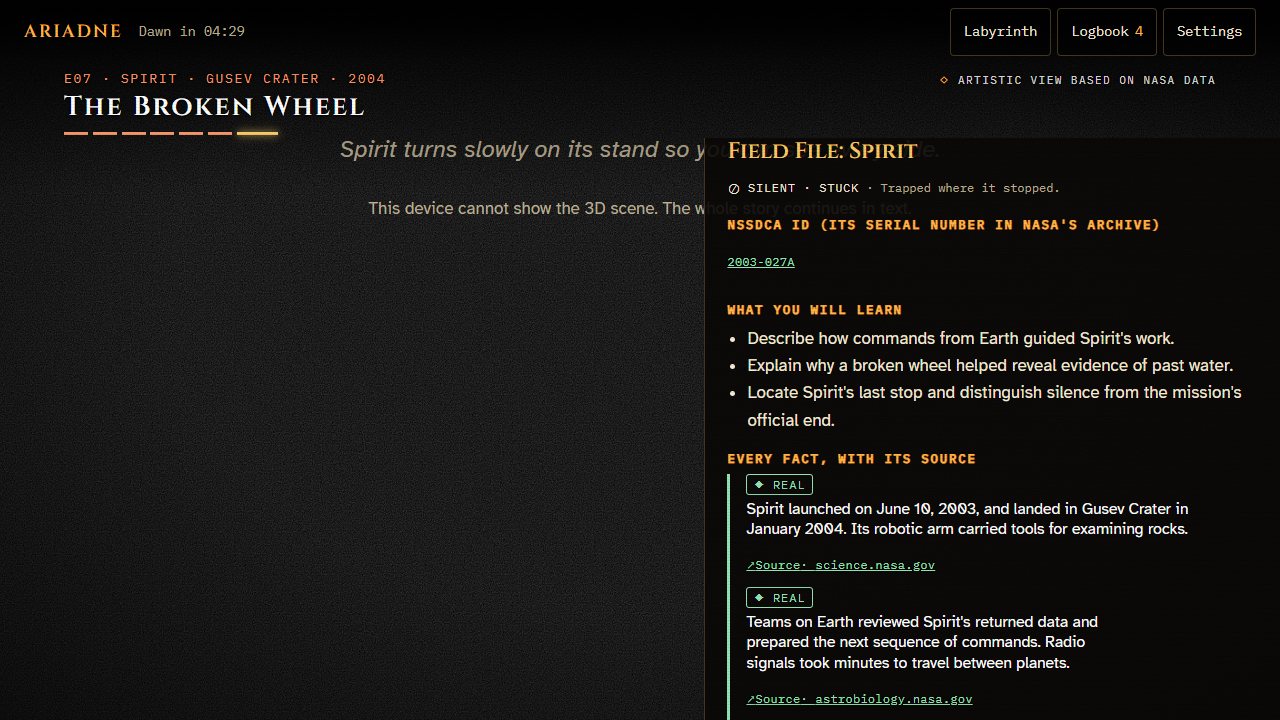 ARIADNE Dawn in 04:29 Labyrinth Logbook 4 Settings
E07 · SPIRIT · GUSEV CRATER · 2004
◇ ARTISTIC VIEW BASED ON NASA DATA
The Broken Wheel
Spirit turns slowly on its stand so you
This device cannot show the 3D scene. The whole story continues in text.
Field File: Spirit
SILENT · STUCK · Trapped where it stopped.
NSSDCA ID (ITS SERIAL NUMBER IN NASA'S ARCHIVE)
2003-027A
WHAT YOU WILL LEARN
• Describe how commands from Earth guided Spirit's work.
• Explain why a broken wheel helped reveal evidence of past water.
• Locate Spirit's last stop and distinguish silence from the mission's
official end.
EVERY FACT, WITH ITS SOURCE
◆ REAL
Spirit launched on June 10, 2003, and landed in Gusev Crater in
January 2004. Its robotic arm carried tools for examining rocks.
↗Source· science.nasa.gov
◆ REAL
Teams on Earth reviewed Spirit's returned data and
prepared the next sequence of commands. Radio
signals took minutes to travel between planets.
↗Source· astrobiology.nasa.gov